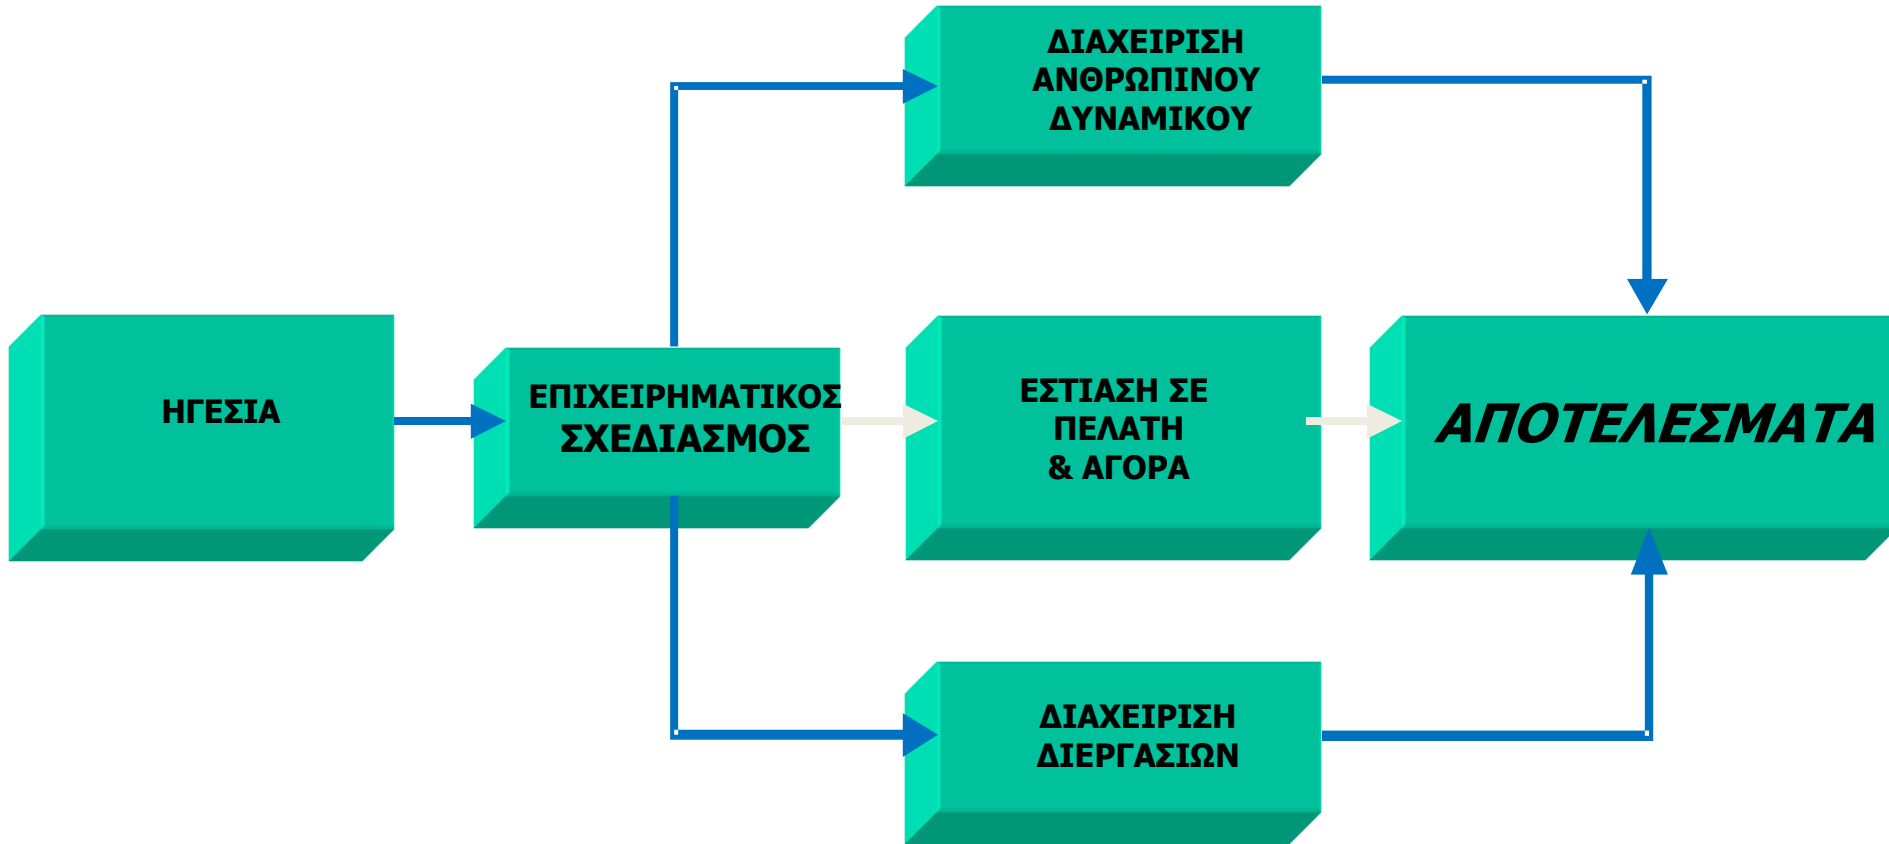 ΔΙΑΧΕΙΡΙΣΗ
ΑΝΘΡΩΠΙΝΟΥ
ΔΥΝΑΜΙΚΟΥ
ΗΓΕΣΙΑ
ΕΠΙΧΕΙΡΗΜΑΤΙΚΟΣ
ΣΧΕΔΙΑΣΜΟΣ
ΕΣΤΙΑΣΗ ΣΕ
ΠΕΛΑΤΗ
& ΑΓΟΡΑ
ΑΠΟΤΕΛΕΣΜΑΤΑ
ΔΙΑΧΕΙΡΙΣΗ
ΔΙΕΡΓΑΣΙΩΝ